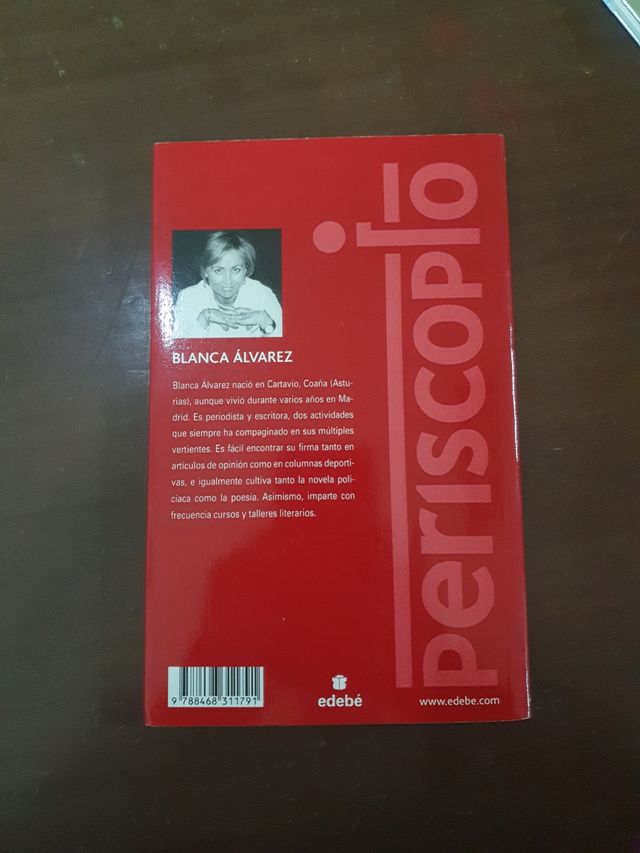 periscopio
BLANCA ÁLVAREZ
Blanca Álvarez nació en Cartavio, Coaña (Astu-
rias), aunque vivió durante varios años en Ma-
drid. Es periodista y escritora, dos actividades
que siempre ha compaginado en sus múltiples
vertientes. Es fácil encontrar su firma tanto en
artículos de opinión como en columnas deporti-
vas, e igualmente cultiva tanto la novela poli-
ciaca como la poesía. Asimismo, imparte con
frecuencia cursos y talleres literarios.
9 788468 311791
edebé
www.edebe.com